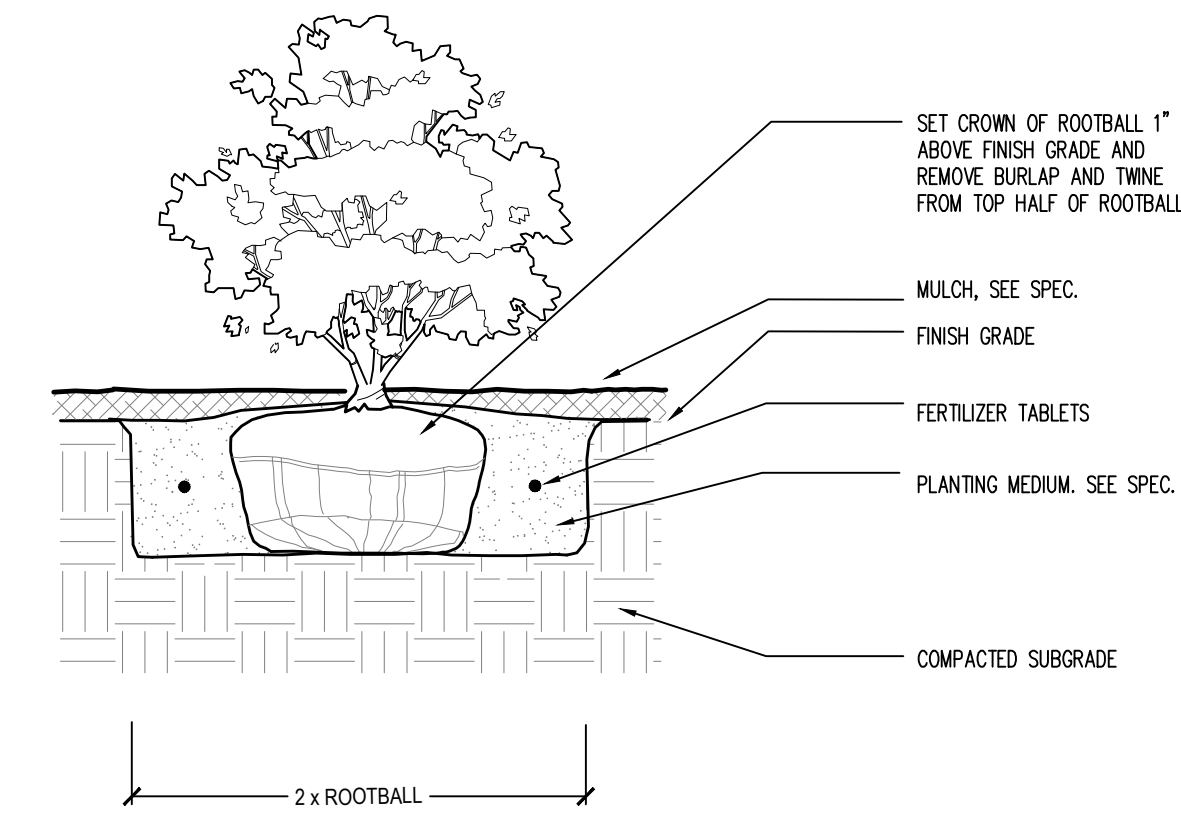 SET CROWN OF ROOTBALL 1"
ABOVE FINISH GRADE AND
REMOVE BURLAP AND TWINE
FROM TOP HALF OF ROOTBALL
MULCH, SEE SPEC.
FINISH GRADE
FERTILIZER TABLETS
PLANTING MEDIUM. SEE SPEC.
COMPACTED SUBGRADE
2 x ROOTBALL